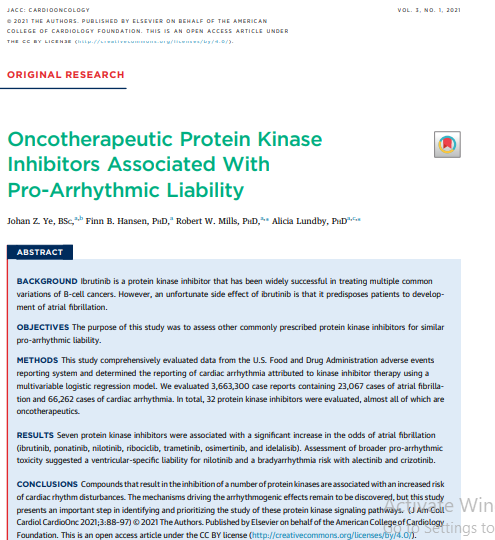 JACC: CARDIOONCOLOGY
VOL. 3, NO. 1, 2021
© 2021 THE AUTHORS. PUBLISHED BY ELSEVIER ON BEHALF OF THE AMERICAN
COLLEGE OF CARDIOLOGY FOUNDATION. THIS IS AN OPEN ACCESS ARTICLE UNDER
THE CC BY LICENSE (http://creativecommons.org/licenses/by/4.0/).
ORIGINAL RESEARCH
Oncotherapeutic Protein Kinase
Inhibitors Associated With
Pro-Arrhythmic Liability
Johan Z. Ye, BSc,a,b Finn B. Hansen, PhD,a Robert W. Mills, PhD,a,* Alicia Lundby, PhDa,c,*
ABSTRACT
BACKGROUND Ibrutinib is a protein kinase inhibitor that has been widely successful in treating multiple common
variations of B-cell cancers. However, an unfortunate side effect of ibrutinib is that it predisposes patients to develop-
ment of atrial fibrillation.
OBJECTIVES The purpose of this study was to assess other commonly prescribed protein kinase inhibitors for similar
pro-arrhythmic liability.
METHODS This study comprehensively evaluated data from the U.S. Food and Drug Administration adverse events
reporting system and determined the reporting of cardiac arrhythmia attributed to kinase inhibitor therapy using a
multivariable logistic regression model. We evaluated 3,663,300 case reports containing 23,067 cases of atrial fibrilla-
tion and 66,262 cases of cardiac arrhythmia. In total, 32 protein kinase inhibitors were evaluated, almost all of which are
oncotherapeutics.
RESULTS Seven protein kinase inhibitors were associated with a significant increase in the odds of atrial fibrillation
(ibrutinib, ponatinib, nilotinib, ribociclib, trametinib, osimertinib, and idelalisib). Assessment of broader pro-arrhythmic
toxicity suggested a ventricular-specific liability for nilotinib and a bradyarrhythmia risk with alectinib and crizotinib.
CONCLUSIONS Compounds that result in the inhibition of a number of protein kinases are associated with an increased risk
of cardiac rhythm disturbances. The mechanisms driving the arrhythmogenic effects remain to be discovered, but this study
presents an important step in identifying and prioritizing the study of these protein kinase signaling pathways. (J Am Coll
Cardiol CardioOnc 2021;3:88-97) © 2021 The Authors. Published by Elsevier on behalf of the American College of Cardiology
Foundation. This is an open access article under the CC BY license (http://creativecommons.org/licenses/by/4.0/).
Activate Win
Go to Settings to